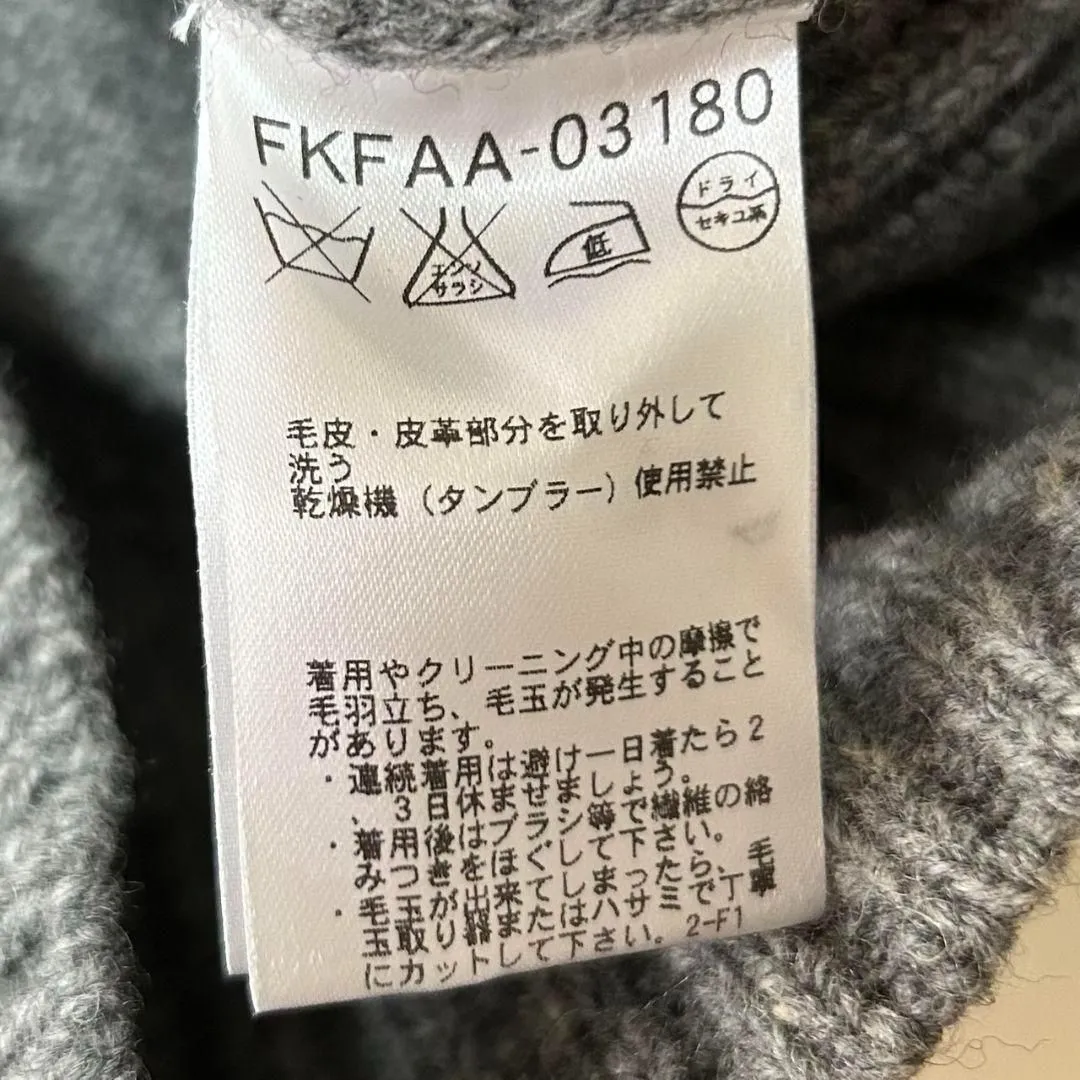 FKFAA-03180
エンソ
サラシ
低
ドライ
セキユ系
毛皮・皮革部分を取り外して
洗う
乾燥機（タンブラー）使用禁止
着用やクリーニング中の摩擦で
毛羽立ち、毛玉が発生すること
があります。
・連続着用は避け一日着たら2
、3日休ませましょう。
・着用後はブラシ等で繊維の絡
みつきをほぐして下さい。
・毛玉が出来てしまったら、毛
玉取り器またはハサミで丁寧
にカットして下さい。2-F1